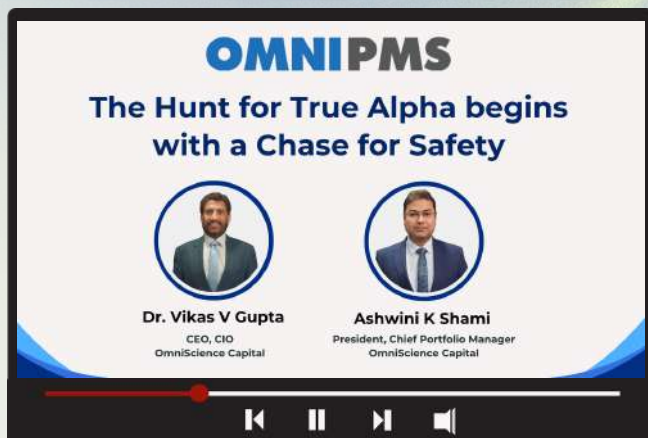 OMNIPMS
The Hunt for True Alpha begins
with a Chase for Safety
Dr. Vikas V Gupta
CEO, CIO
OmniScience Capital
Ashwini K Shami
President, Chief Portfolio Manager
OmniScience Capital